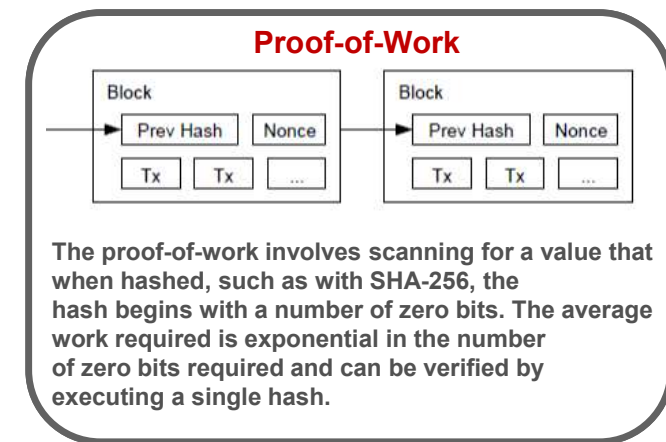 Proof-of-Work
Block Block
Prev Hash Nonce Prev Hash Nonce
Tx Tx ... Tx Tx ...
The proof-of-work involves scanning for a value that
when hashed, such as with SHA-256, the
hash begins with a number of zero bits. The average
work required is exponential in the number
of zero bits required and can be verified by
executing a single hash.